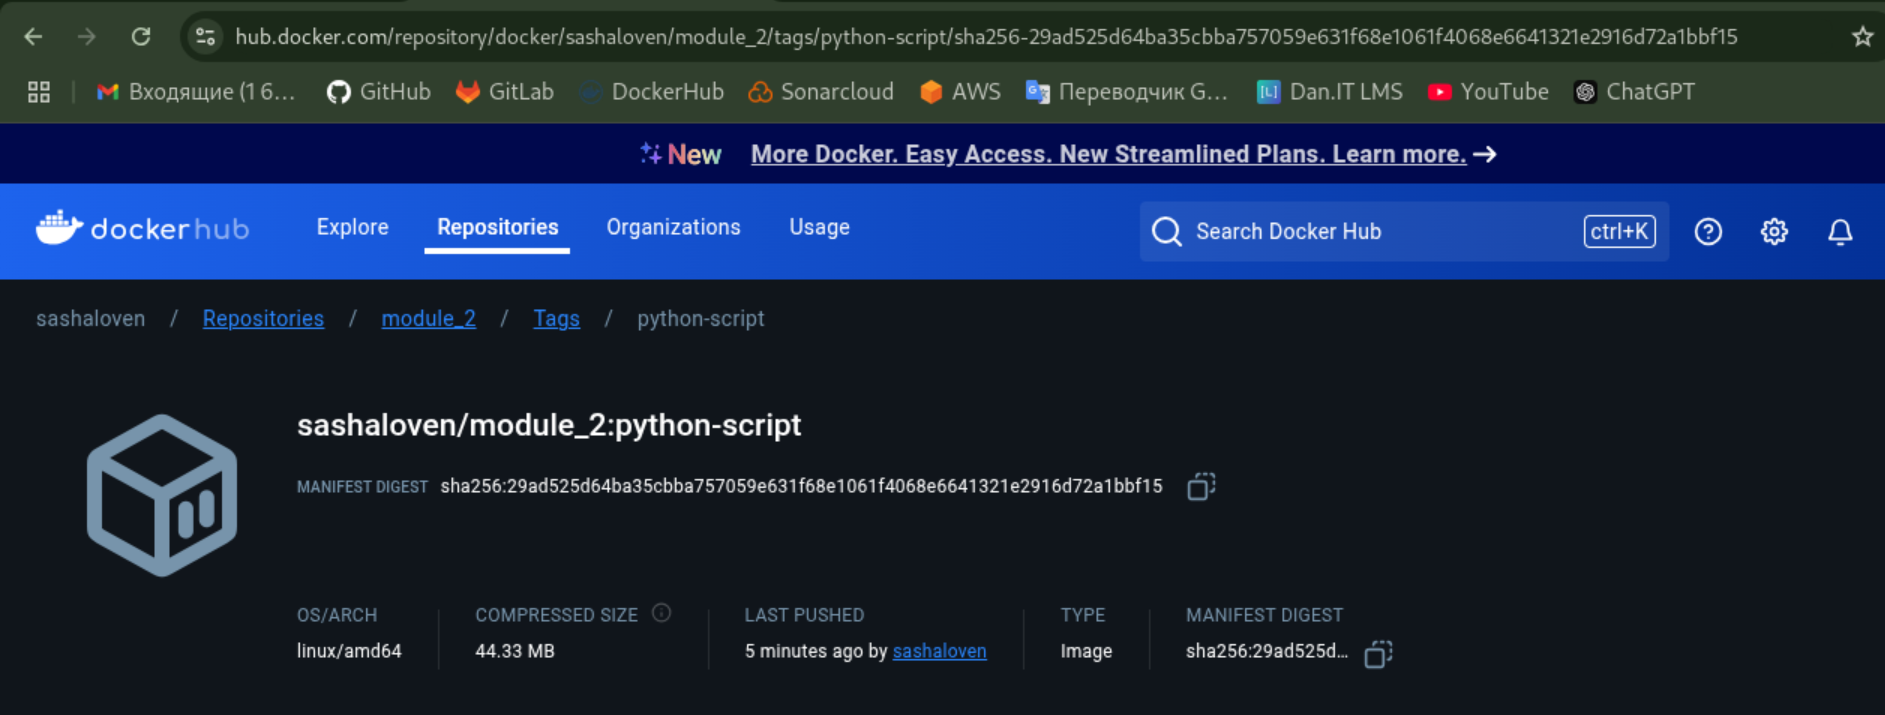 hub.docker.com/repository/docker/sashaloven/module_2/tags/python-script/sha256-29ad525d64ba35cbba757059e631f68e1061f4068e6641321e2916d72a1bbf15
Входящие (1 6... GitHub GitLab DockerHub Sonarcloud AWS Переводчик G... Dan.IT LMS YouTube ChatGPT
New More Docker. Easy Access. New Streamlined Plans. Learn more. →
dockerhub Explore Repositories Organizations Usage Search Docker Hub ctrl+K
sashaloven / Repositories / module_2 / Tags / python-script
sashaloven/module_2:python-script
MANIFEST DIGEST sha256:29ad525d64ba35cbba757059e631f68e1061f4068e6641321e2916d72a1bbf15
OS/ARCH COMPRESSED SIZE LAST PUSHED TYPE MANIFEST DIGEST
linux/amd64 44.33 MB 5 minutes ago by sashaloven Image sha256:29ad525d...